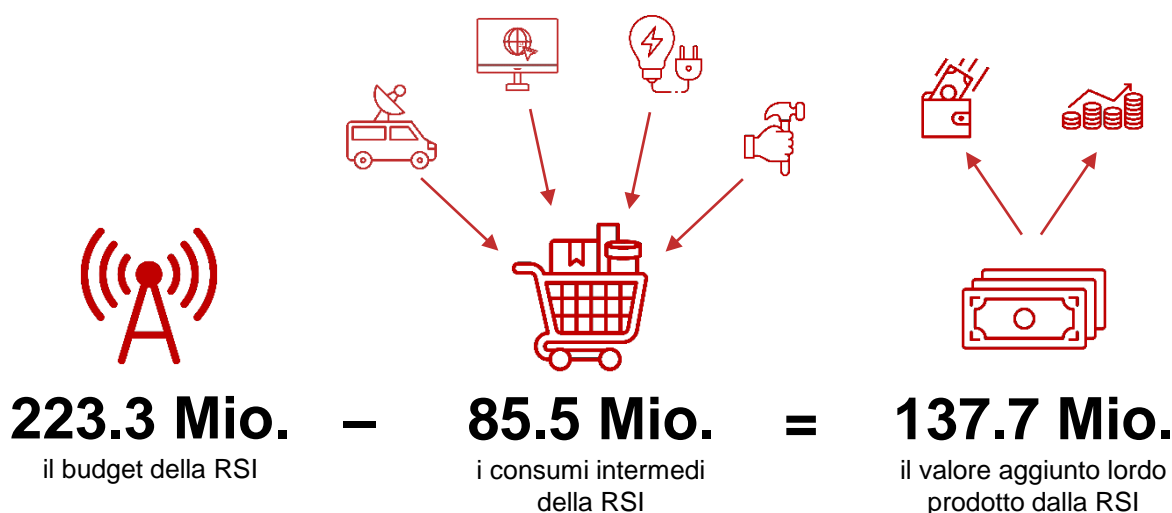 223.3 Mio. – 85.5 Mio. = 137.7 Mio.
il budget della RSI
i consumi intermedi
della RSI
il valore aggiunto lordo
prodotto dalla RSI